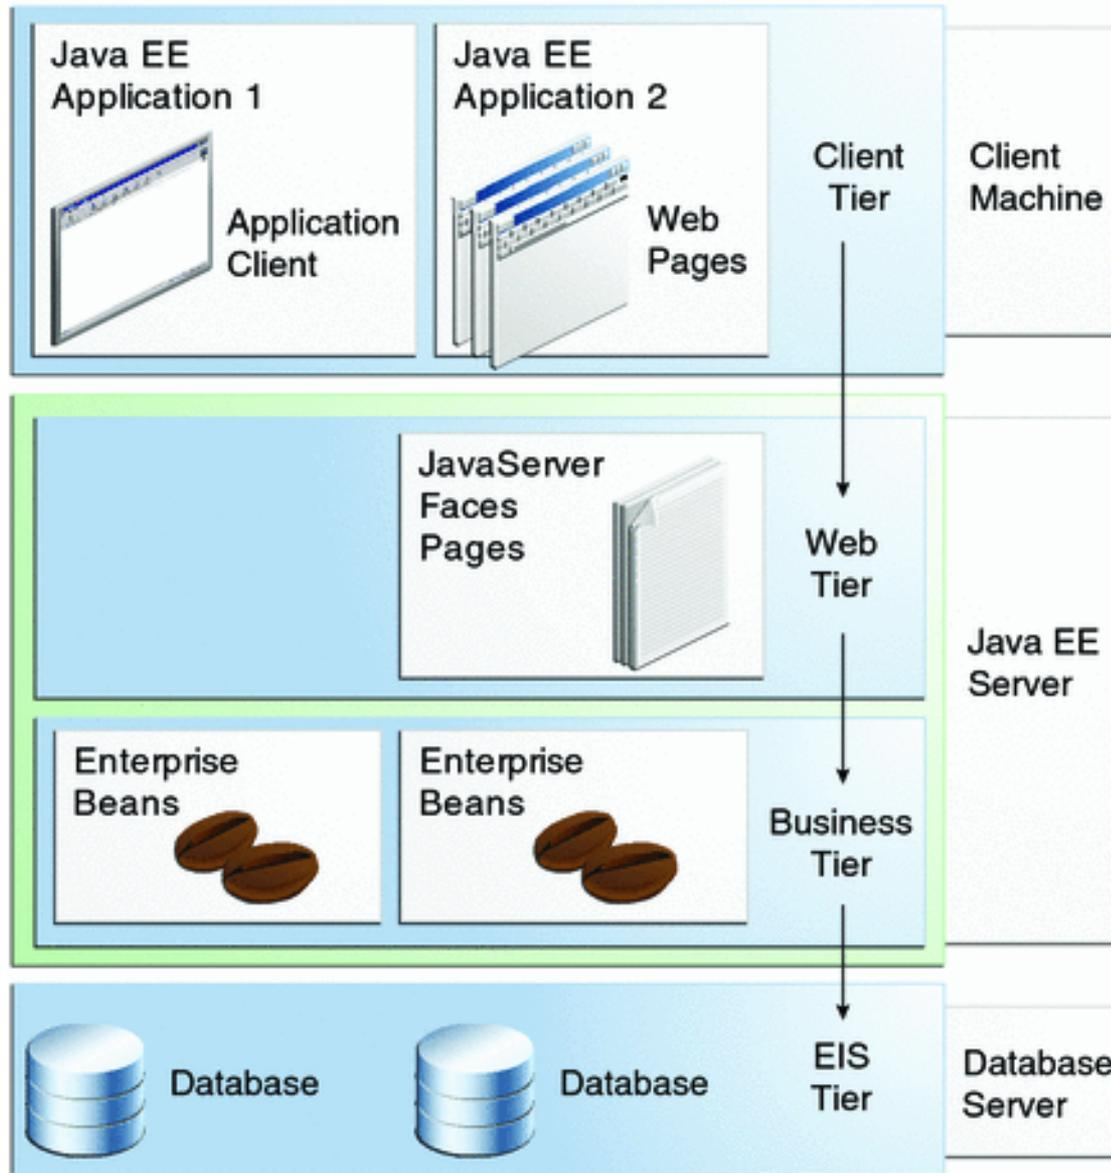 Java EE
Application 1
Application
Client
Java EE
Application 2
Web
Pages
Client
Tier
Client
Machine
JavaServer
Faces
Pages
Web
Tier
Java EE
Server
Enterprise
Beans
Enterprise
Beans
Business
Tier
Database
Database
EIS
Tier
Database
Server